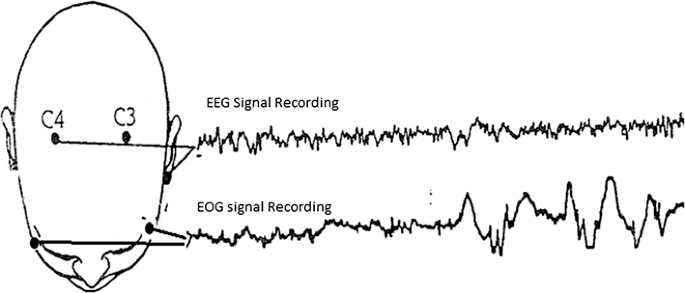 EEG Signal Recording
C4 C3
EOG signal Recording